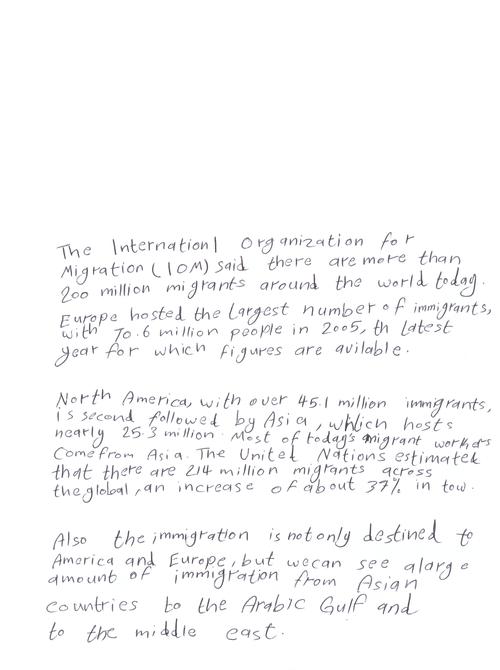 The Internationl Organization for
Migration (IOM) said there are more than
200 million migrants around the world today.
Europe hosted the Largest number of immigrants,
with 70.6 million people in 2005, th Latest
year for which figures are avilable.
North America, with over 45.1 million immigrants,
is second followed by Asia, which hosts
nearly 25.3 million. Most of today's migrant workers
Come from Asia. The United Nations estimated
that there are 214 million migrants across
the global, an increase of about 37% in tow.
Also the immigration is not only destined to
America and Europe, but we can see a large
amount of immigration from Asian
countries to the Arabic Gulf and
to the middle east.